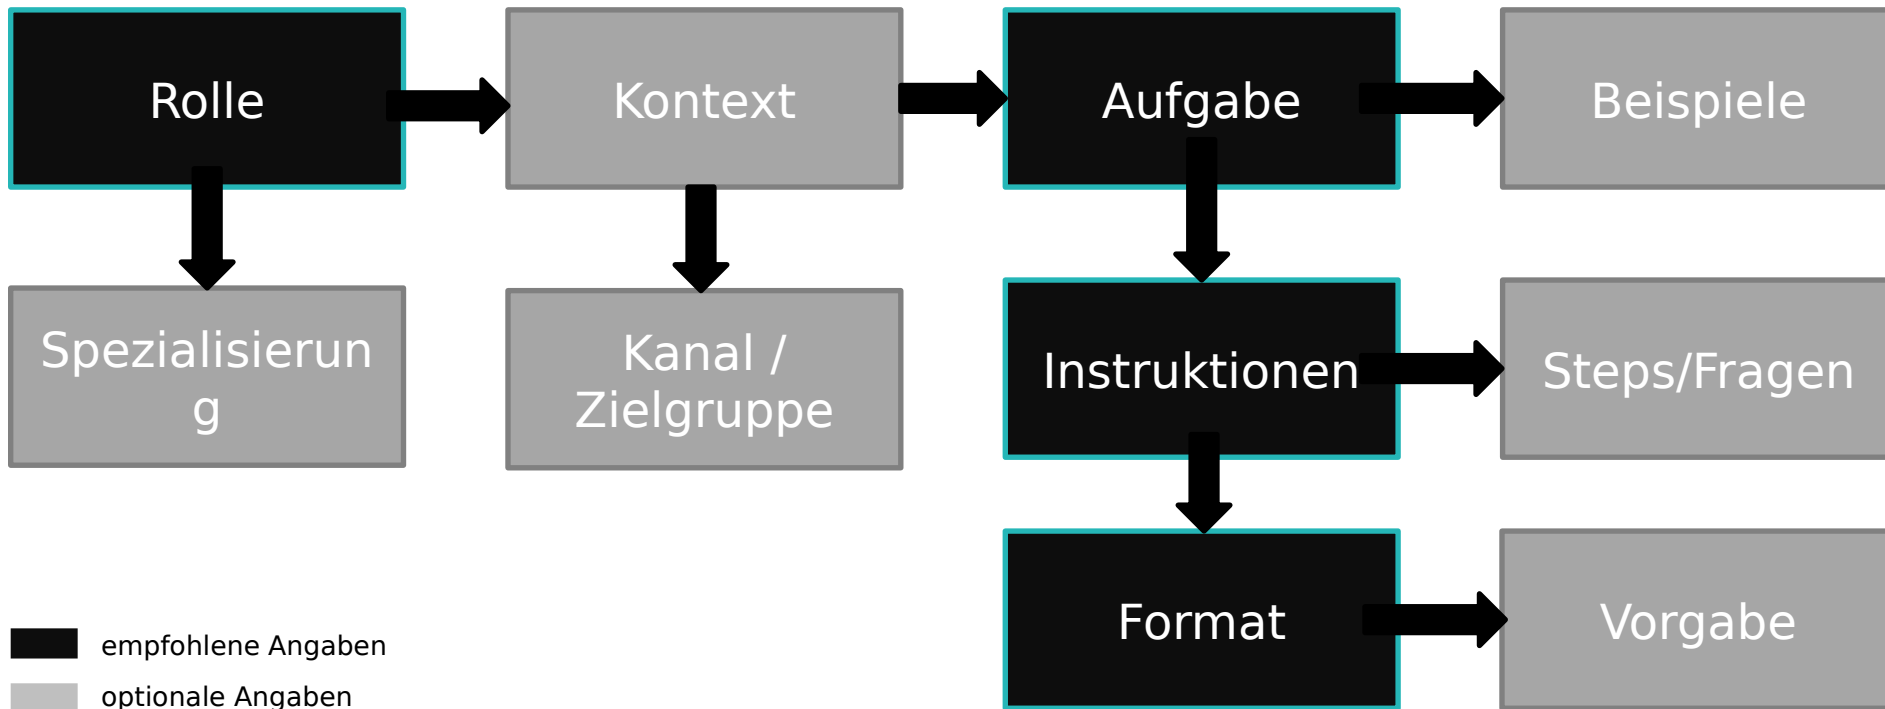 Rolle
Kontext
Aufgabe
Beispiele
Spezialisierun
g
Kanal /
Zielgruppe
Instruktionen
Steps/Fragen
Format
Vorgabe
empfohlene Angaben
optionale Angaben